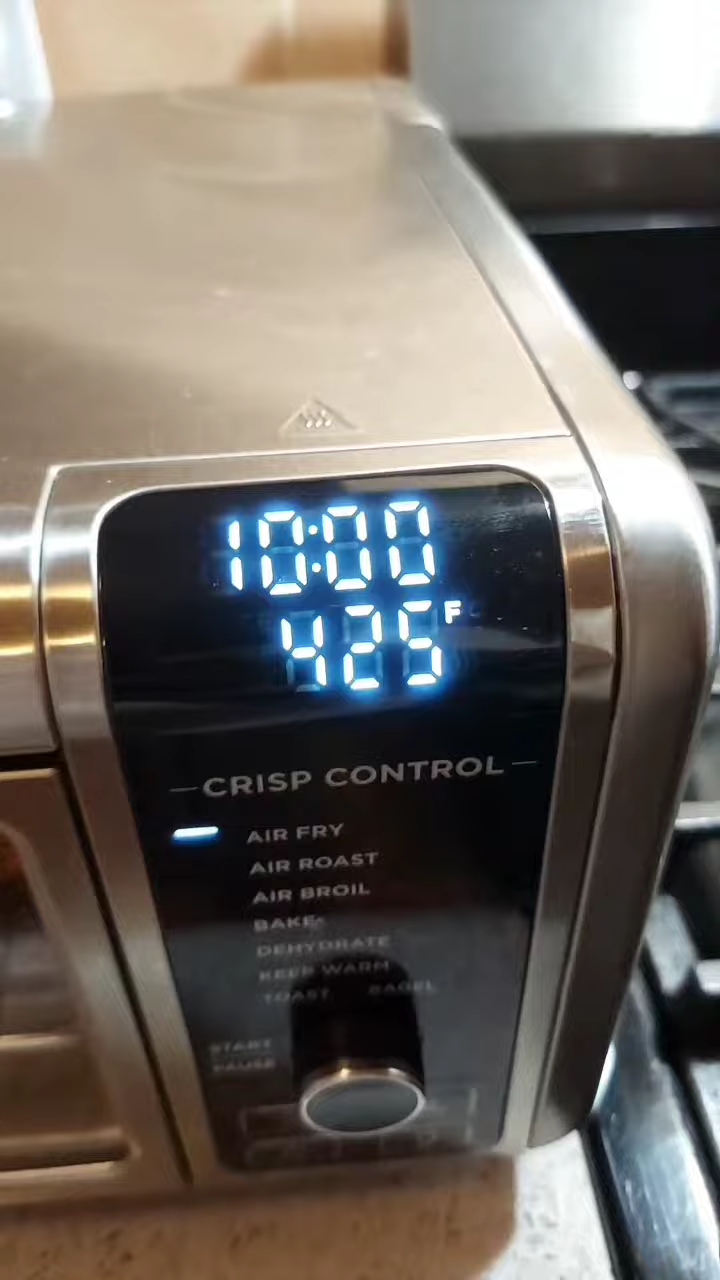 10:00
425 F
CRISP CONTROL
AIR FRY
AIR ROAST
AIR BROIL
BAKE
DEHYDRATE
KEEP WARM
TOAST BAGEL
START
PAUSE